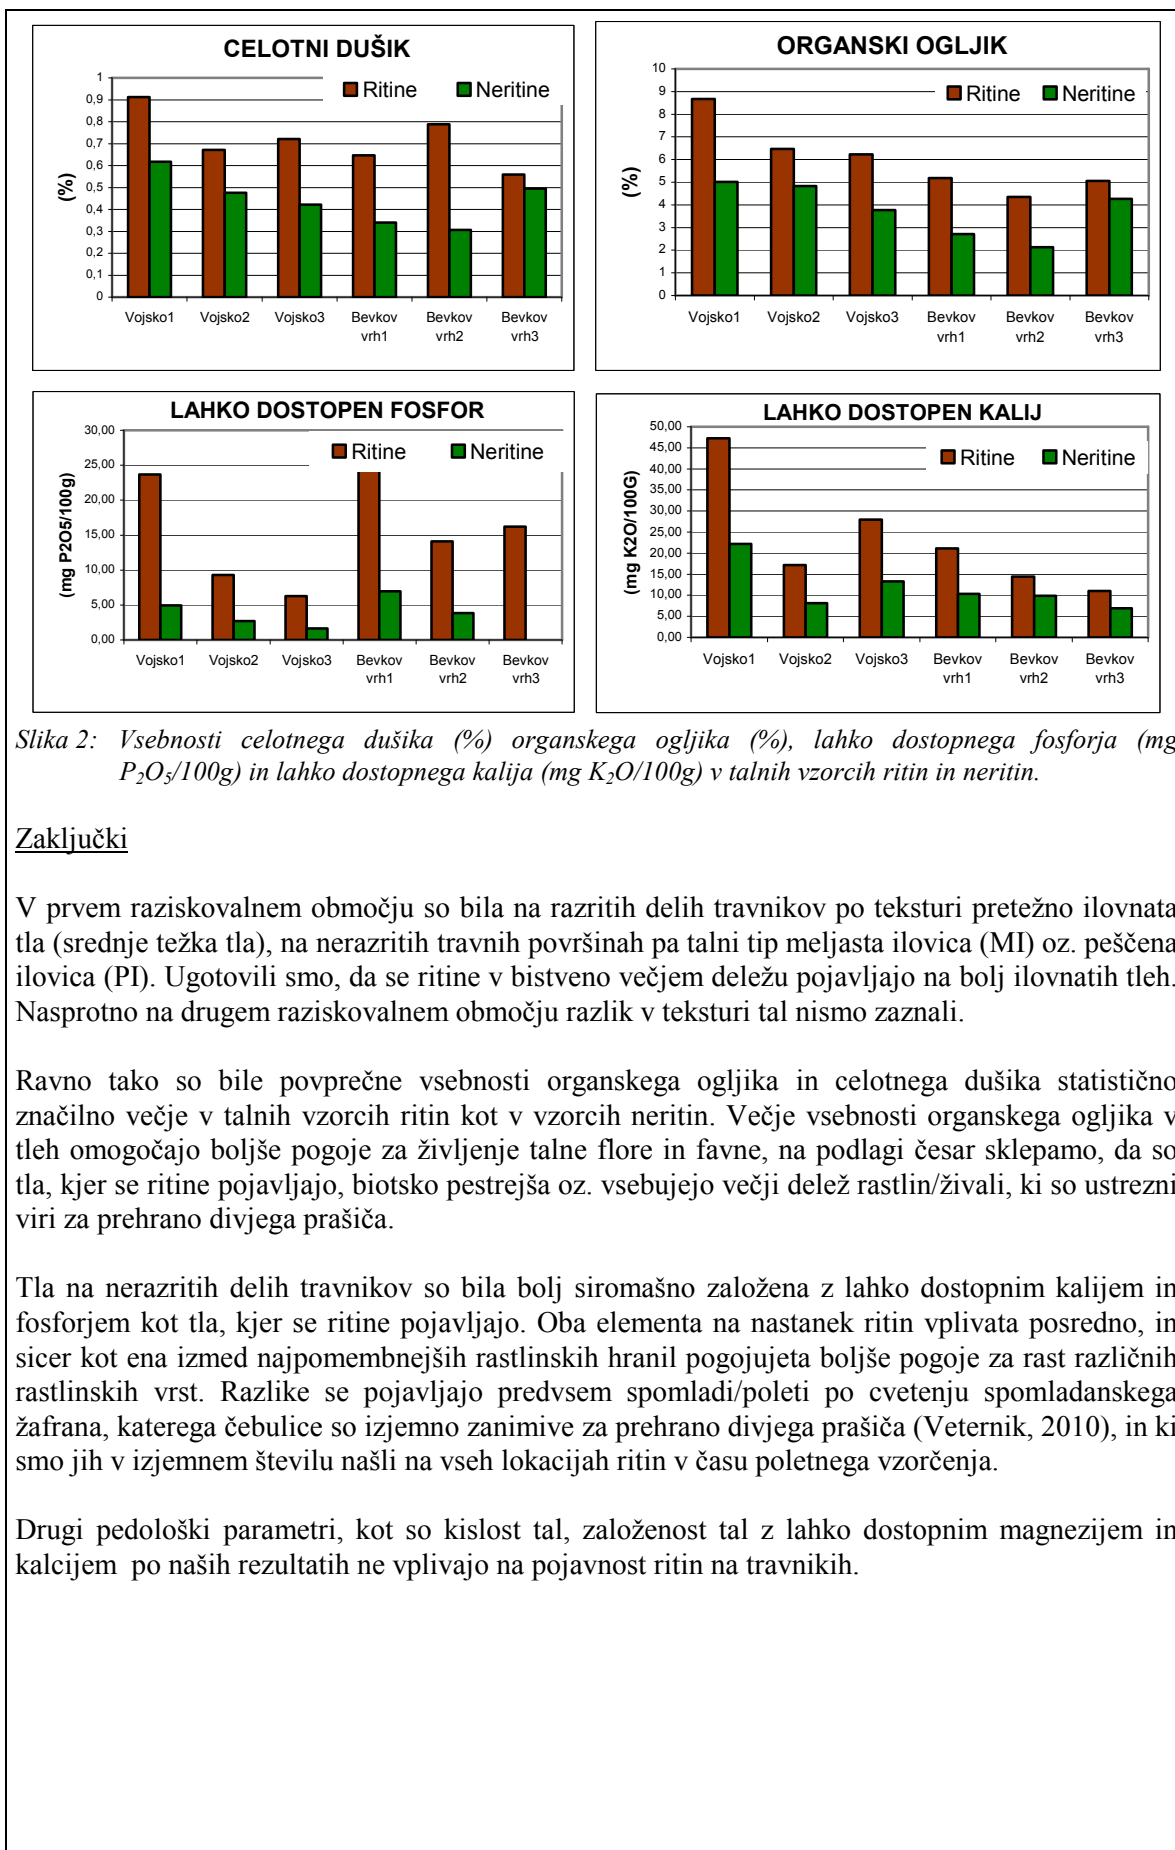 CELOTNI DUŠIK
Ritine Neritine
(%)
1
0,9
0,8
0,7
0,6
0,5
0,4
0,3
0,2
0,1
0
Vojsko1 Vojsko2 Vojsko3 Bevkov vrh1 Bevkov vrh2 Bevkov vrh3
ORGANSKI OGLJIK
Ritine Neritine
(%)
10
9
8
7
6
5
4
3
2
1
0
Vojsko1 Vojsko2 Vojsko3 Bevkov vrh1 Bevkov vrh2 Bevkov vrh3
LAHKO DOSTOPEN FOSFOR
Ritine Neritine
(mg P2O5/100g)
30,00
25,00
20,00
15,00
10,00
5,00
0,00
Vojsko1 Vojsko2 Vojsko3 Bevkov vrh1 Bevkov vrh2 Bevkov vrh3
LAHKO DOSTOPEN KALIJ
Ritine Neritine
(mg K2O/100G)
50,00
45,00
40,00
35,00
30,00
25,00
20,00
15,00
10,00
5,00
0,00
Vojsko1 Vojsko2 Vojsko3 Bevkov vrh1 Bevkov vrh2 Bevkov vrh3
Slika 2: Vsebnosti celotnega dušika (%) organskega ogljika (%), lahko dostopnega fosforja (mg
P₂O₅/100g) in lahko dostopnega kalija (mg K₂O/100g) v talnih vzorcih ritin in neritin.
Zaključki
V prvem raziskovalnem območju so bila na razritih delih travnikov po teksturi pretežno ilovnata
tla (srednje težka tla), na nerazritih travnih površinah pa talni tip meljasta ilovica (MI) oz. peščena
ilovica (PI). Ugotovili smo, da se ritine v bistveno večjem deležu pojavljajo na bolj ilovnatih tleh.
Nasprotno na drugem raziskovalnem območju razlik v teksturi tal nismo zaznali.
Ravno tako so bile povprečne vsebnosti organskega ogljika in celotnega dušika statistično
značilno večje v talnih vzorcih ritin kot v vzorcih neritin. Večje vsebnosti organskega ogljika v
tleh omogočajo boljše pogoje za življenje talne flore in favne, na podlagi česar sklepamo, da so
tla, kjer se ritine pojavljajo, biotsko pestrejša oz. vsebujejo večji delež rastlin/živali, ki so ustrezni
viri za prehrano divjega prašiča.
Tla na nerazritih delih travnikov so bila bolj siromašno založena z lahko dostopnim kalijem in
fosforjem kot tla, kjer se ritine pojavljajo. Oba elementa na nastanek ritin vplivata posredno, in
sicer kot ena izmed najpomembnejših rastlinskih hranil pogojujeta boljše pogoje za rast različnih
rastlinskih vrst. Razlike se pojavljajo predvsem spomladi/poleti po cvetenju spomladanskega
žafrana, katerega čebulice so izjemno zanimive za prehrano divjega prašiča (Veternik, 2010), in ki
smo jih v izjemnem številu našli na vseh lokacijah ritin v času poletnega vzorčenja.
Drugi pedološki parametri, kot so kislost tal, založenost tal z lahko dostopnim magnezijem in
kalcijem po naših rezultatih ne vplivajo na pojavnost ritin na travnikih.